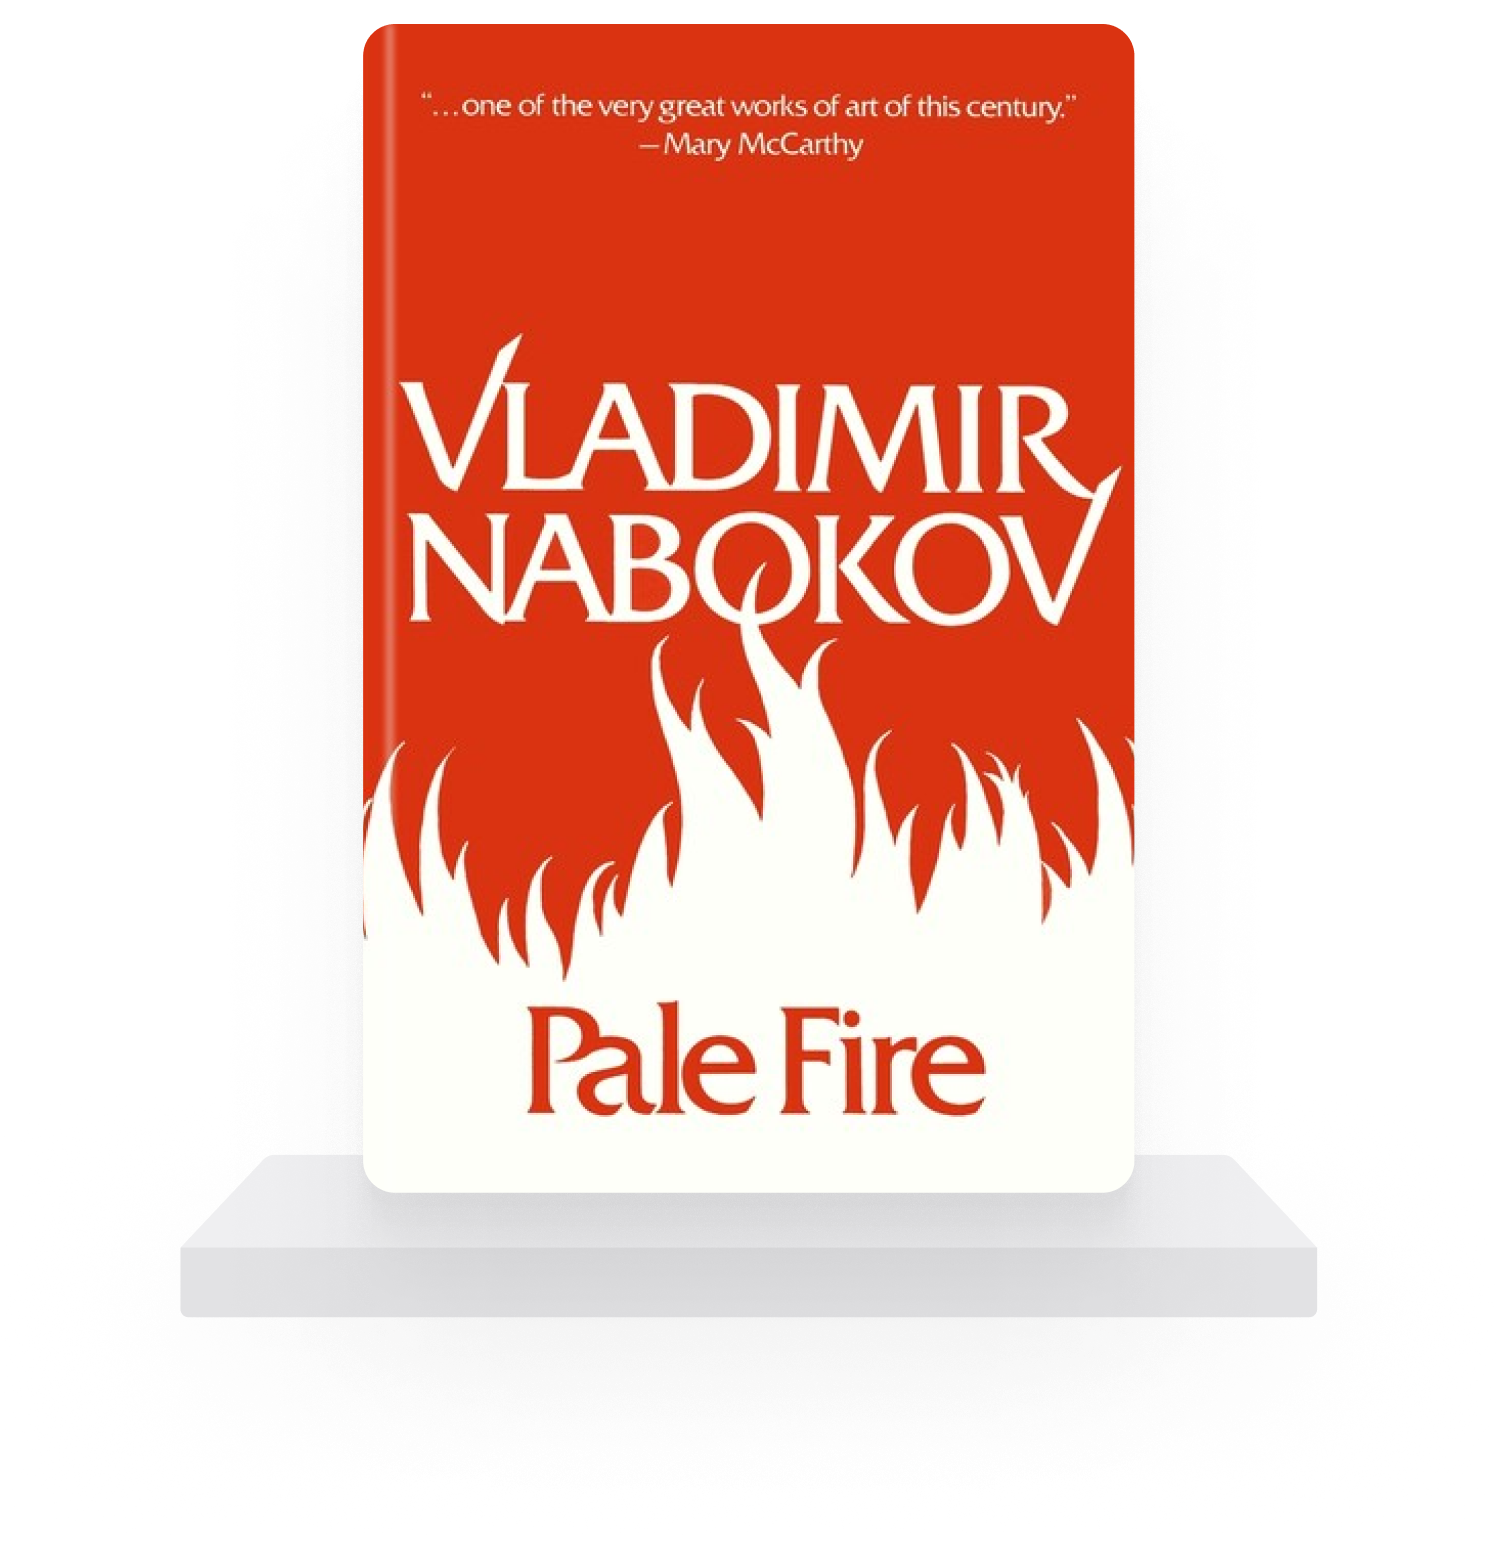 “…one of the very great works of art of this century.”
—Mary McCarthy
VLADIMIR
NABOKOV
Pale Fire